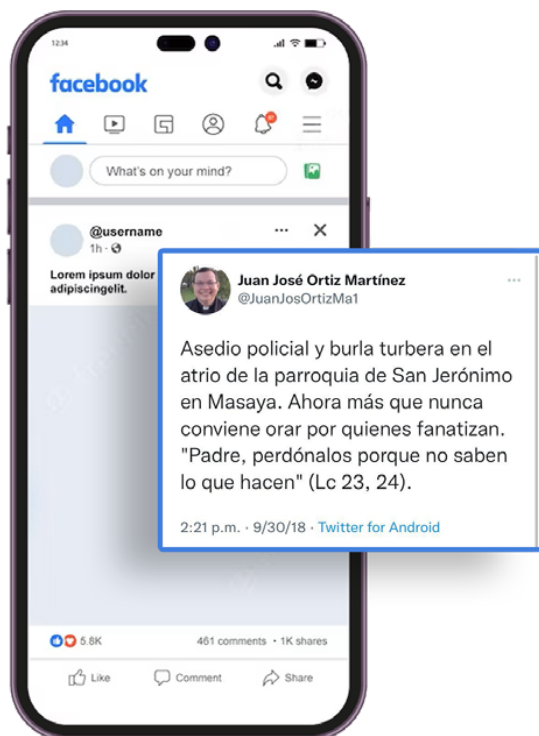 12:34
facebook
97
What's on your mind?
@username
1h
Lorem ipsum dolor
adipiscingelit.
Juan José Ortiz Martínez
@JuanJosOrtizMa1
Asedio policial y burla turbera en el
atrio de la parroquia de San Jerónimo
en Masaya. Ahora más que nunca
conviene orar por quienes fanatizan.
"Padre, perdónalos porque no saben
lo que hacen" (Lc 23, 24).
2:21 p.m. · 9/30/18 · Twitter for Android
5.8K
461 comments · 1K shares
Like
Comment
Share